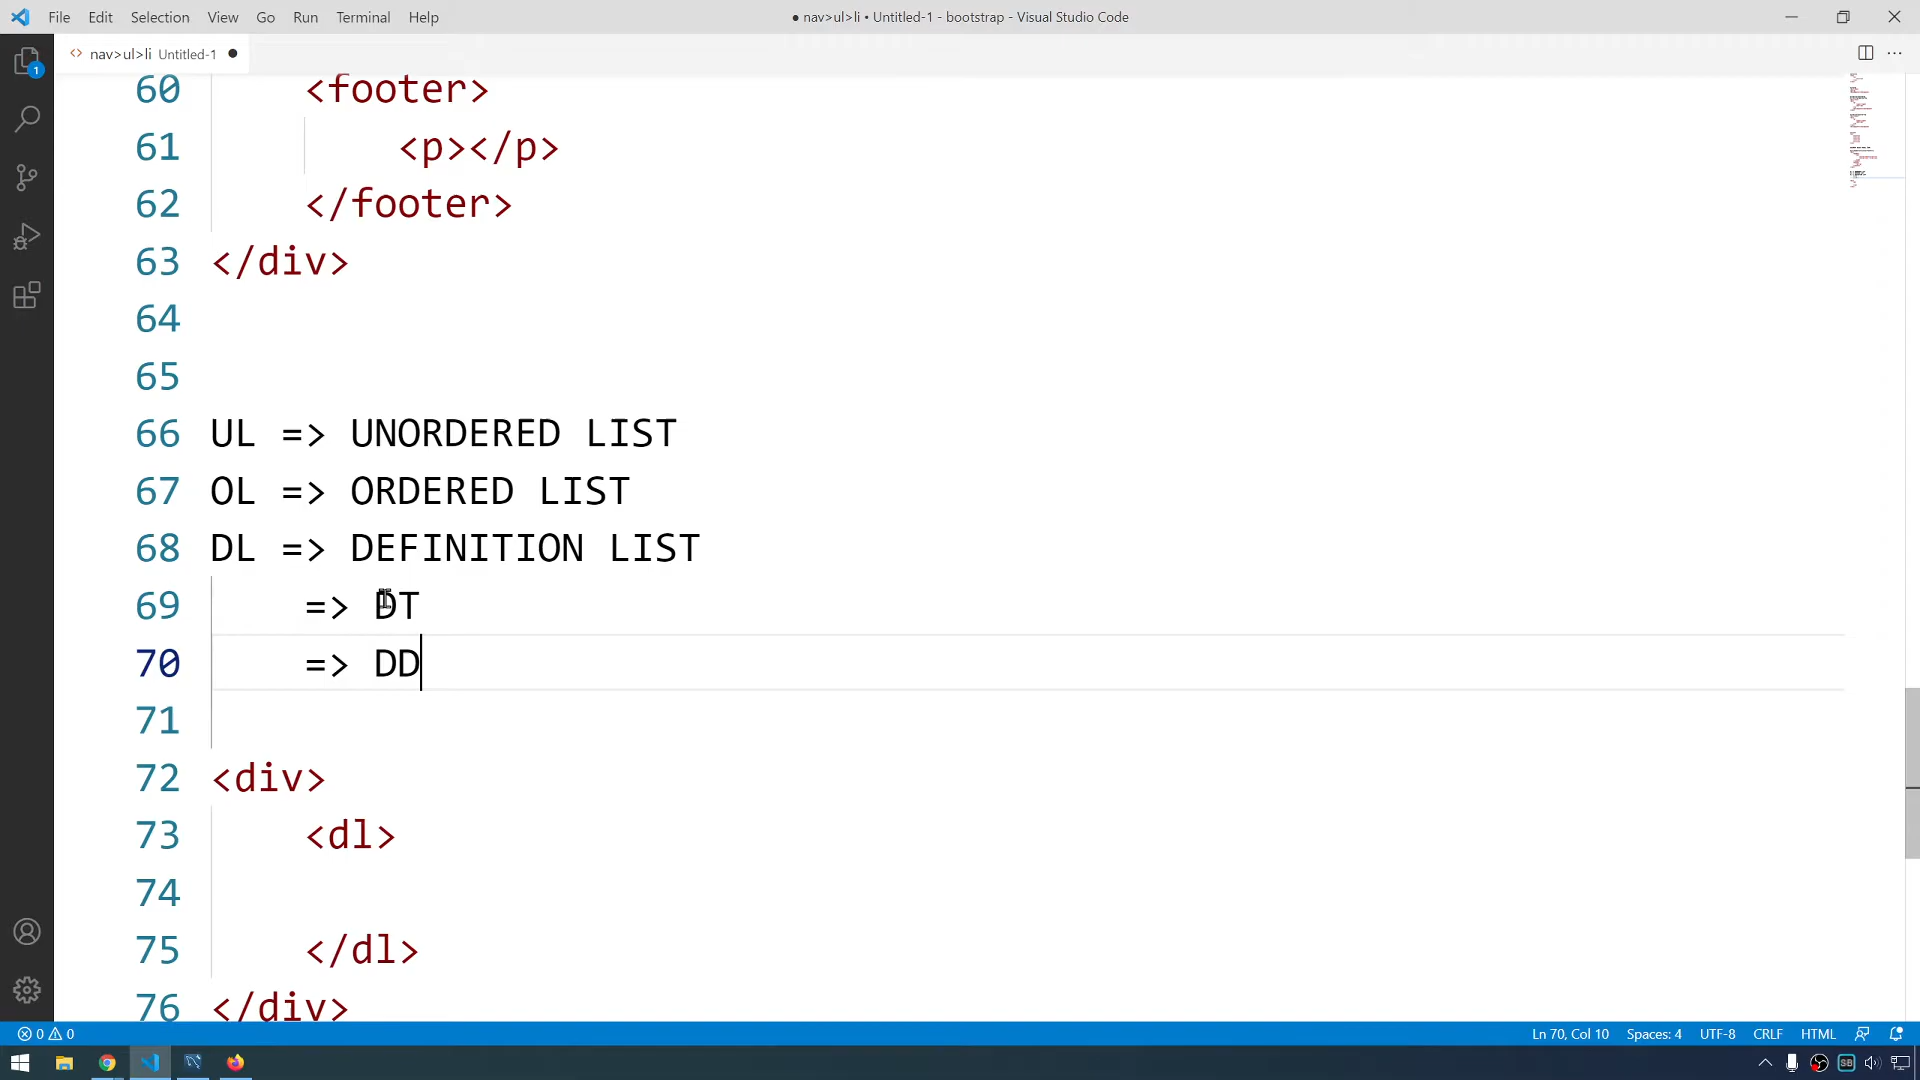 File Edit Selection View Go Run Terminal Help
● nav>ul>li • Untitled-1 - bootstrap - Visual Studio Code
nav>ul>li Untitled-1 ●
1
60 <footer>
61 <p></p>
62 </footer>
63 </div>
64
65
66 UL => UNORDERED LIST
67 OL => ORDERED LIST
68 DL => DEFINITION LIST
69 => DT
70 => DD
71
72 <div>
73 <dl>
74
75 </dl>
76 </div>
0 0
Ln 70, Col 10 Spaces: 4 UTF-8 CRLF HTML